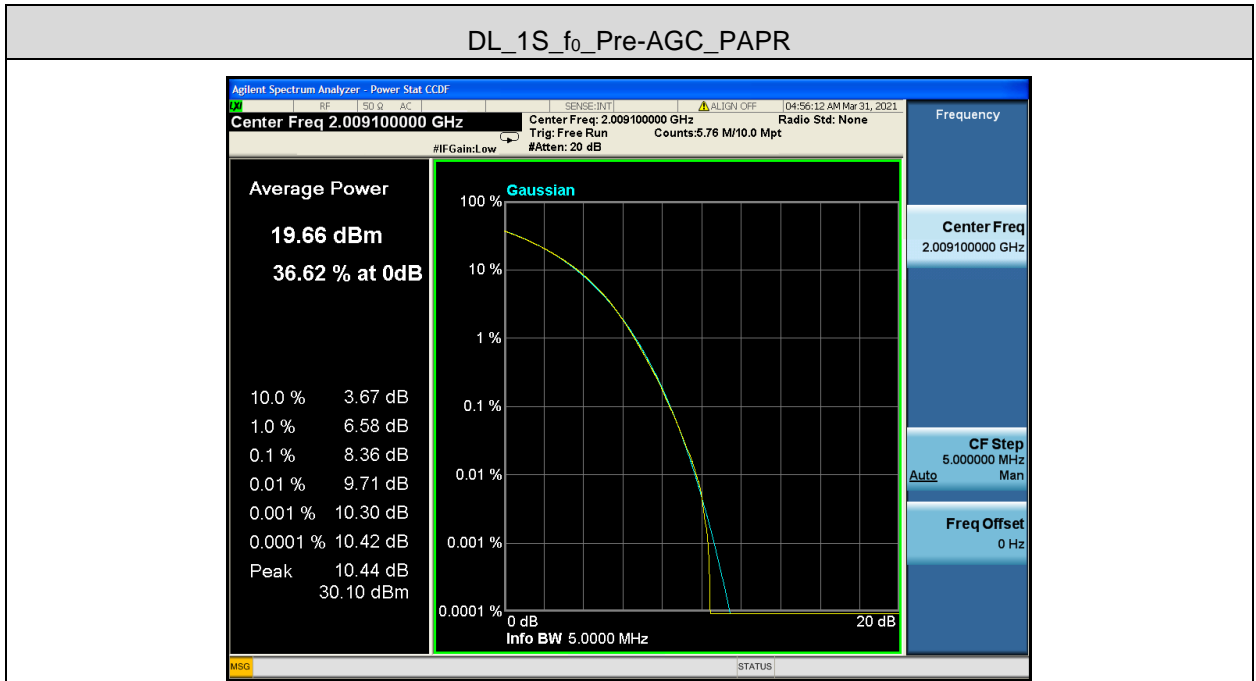 DL_1S_f₀_Pre-AGC_PAPR
Agilent Spectrum Analyzer - Power Stat CCDF
LXI RF 50 Ω AC SENSE:INT ALIGN OFF 04:56:12 AM Mar 31, 2021
Center Freq 2.009100000 GHz
Center Freq: 2.009100000 GHz Radio Std: None
Trig: Free Run Counts:5.76 M/10.0 Mpt
#IFGain:Low #Atten: 20 dB
Average Power
19.66 dBm
36.62 % at 0dB
10.0 % 3.67 dB
1.0 % 6.58 dB
0.1 % 8.36 dB
0.01 % 9.71 dB
0.001 % 10.30 dB
0.0001 % 10.42 dB
Peak 10.44 dB
30.10 dBm
Gaussian
100 %
10 %
1 %
0.1 %
0.01 %
0.001 %
0.0001 %
0 dB 20 dB
Info BW 5.0000 MHz
Frequency
Center Freq
2.009100000 GHz
CF Step
5.000000 MHz
Auto Man
Freq Offset
0 Hz
MSG STATUS